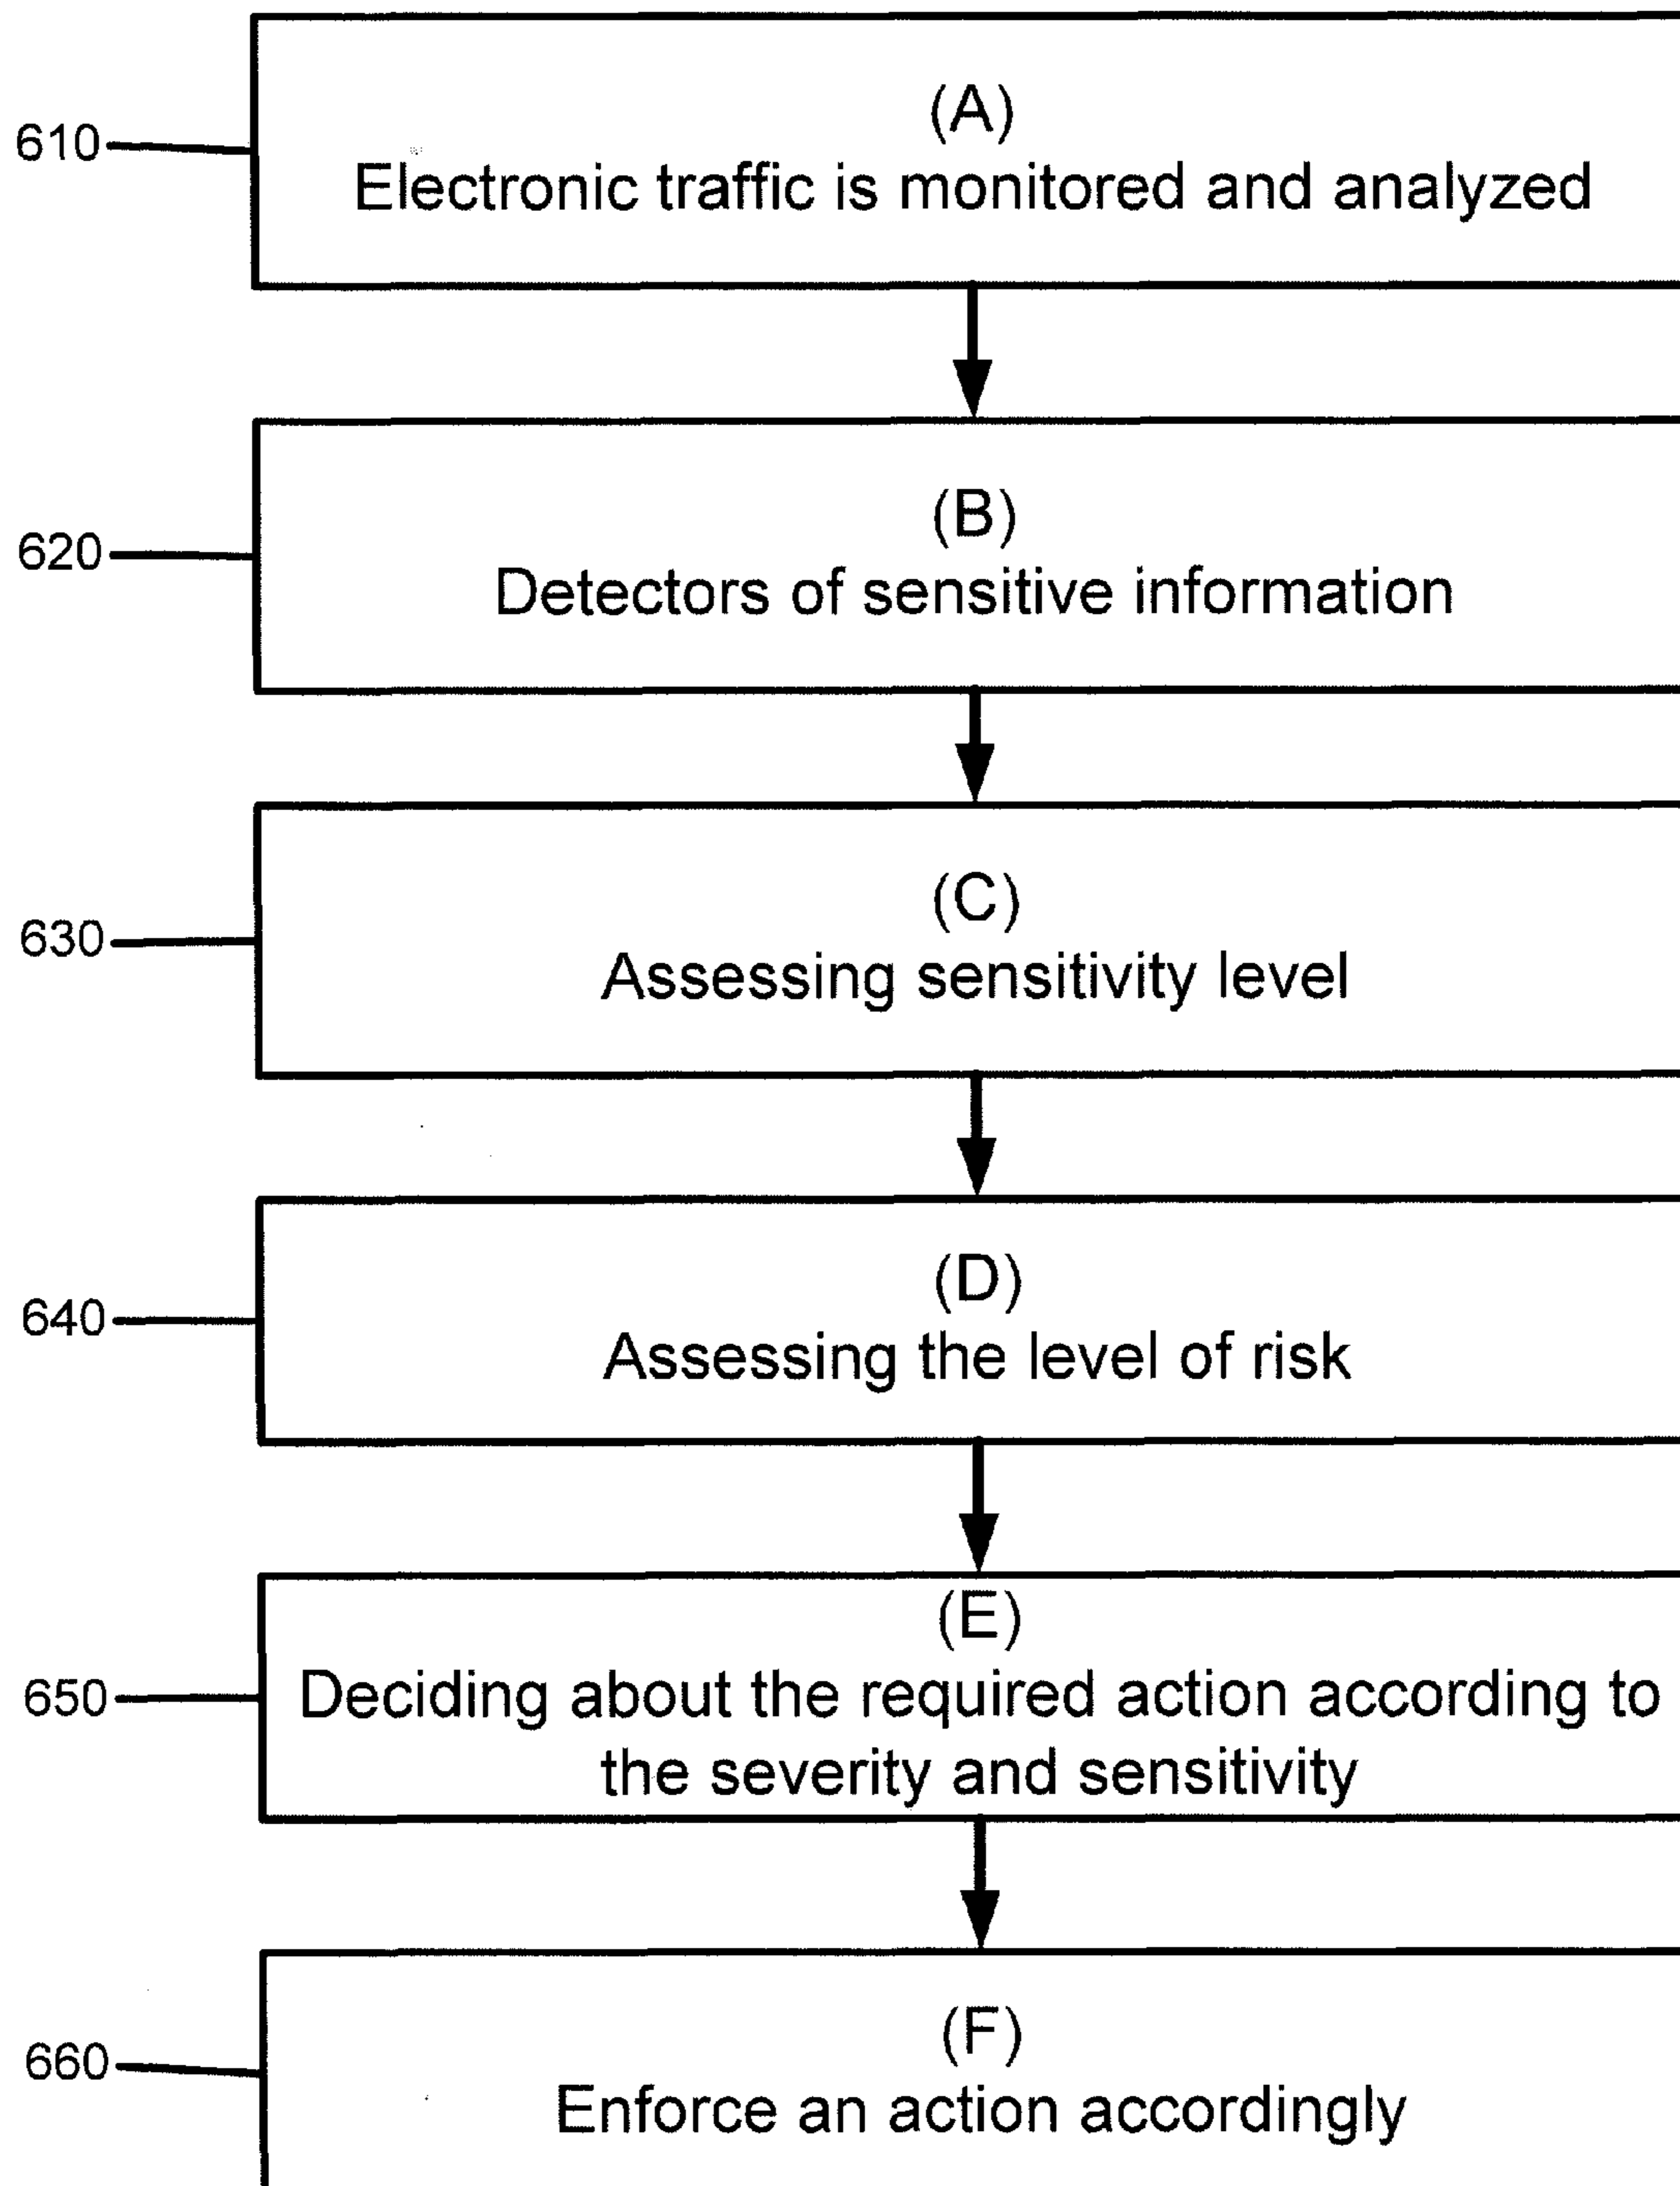 (A)
610
Electronic traffic is monitored and analyzed
(B)
620
Detectors of sensitive information
(C)
630
Assessing sensitivity level
(D)
640
Assessing the level of risk
(E)
650
Deciding about the required action according to
the severity and sensitivity
(F)
660
Enforce an action accordingly